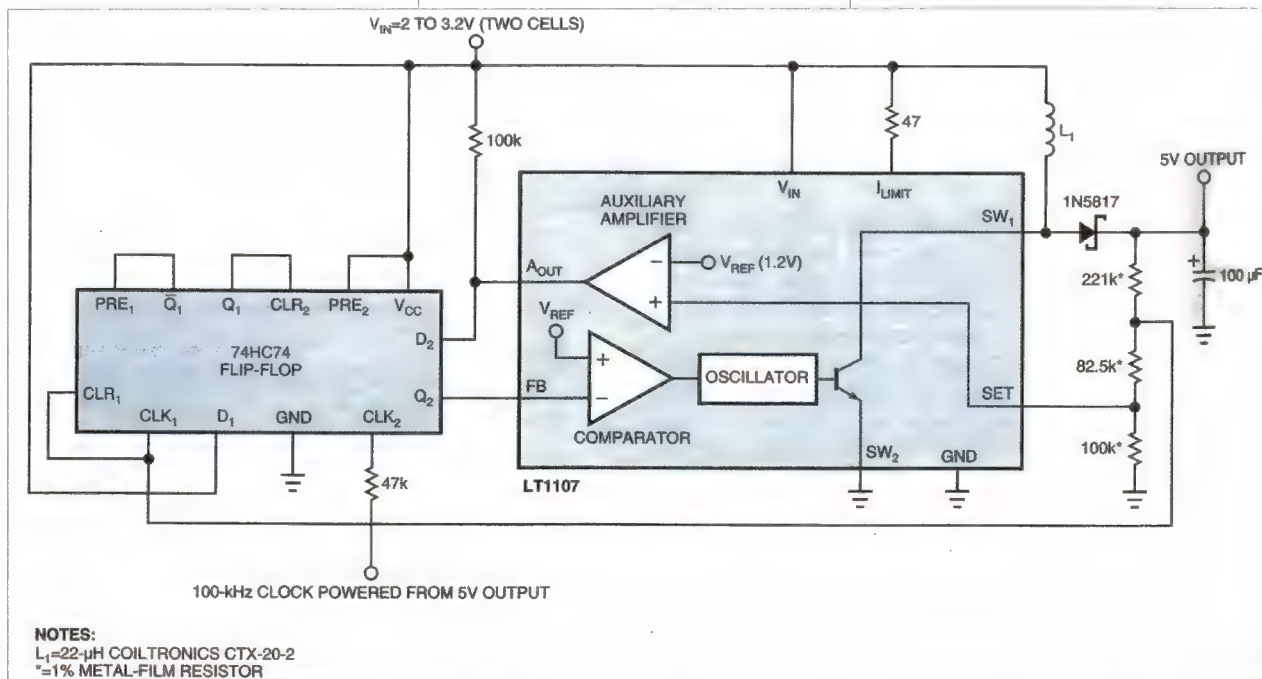 V_IN=2 TO 3.2V (TWO CELLS)
100k
47
L₁
5V OUTPUT
V_IN
I_LIMIT
1N5817
AUXILIARY
AMPLIFIER
SW₁
V_REF (1.2V)
A_OUT
221k*
+
100 µF
−
+
PRE₁
Q̅₁
Q₁
CLR₂
PRE₂
V_CC
D₂
V_REF
74HC74
FLIP-FLOP
+
−
OSCILLATOR
82.5k*
CLR₁
Q₂
FB
SET
CLK₁
D₁
GND
CLK₂
COMPARATOR
SW₂
GND
100k*
47k
LT1107
100-kHz CLOCK POWERED FROM 5V OUTPUT
NOTES:
L₁=22-µH COILTRONICS CTX-20-2
*=1% METAL-FILM RESISTOR